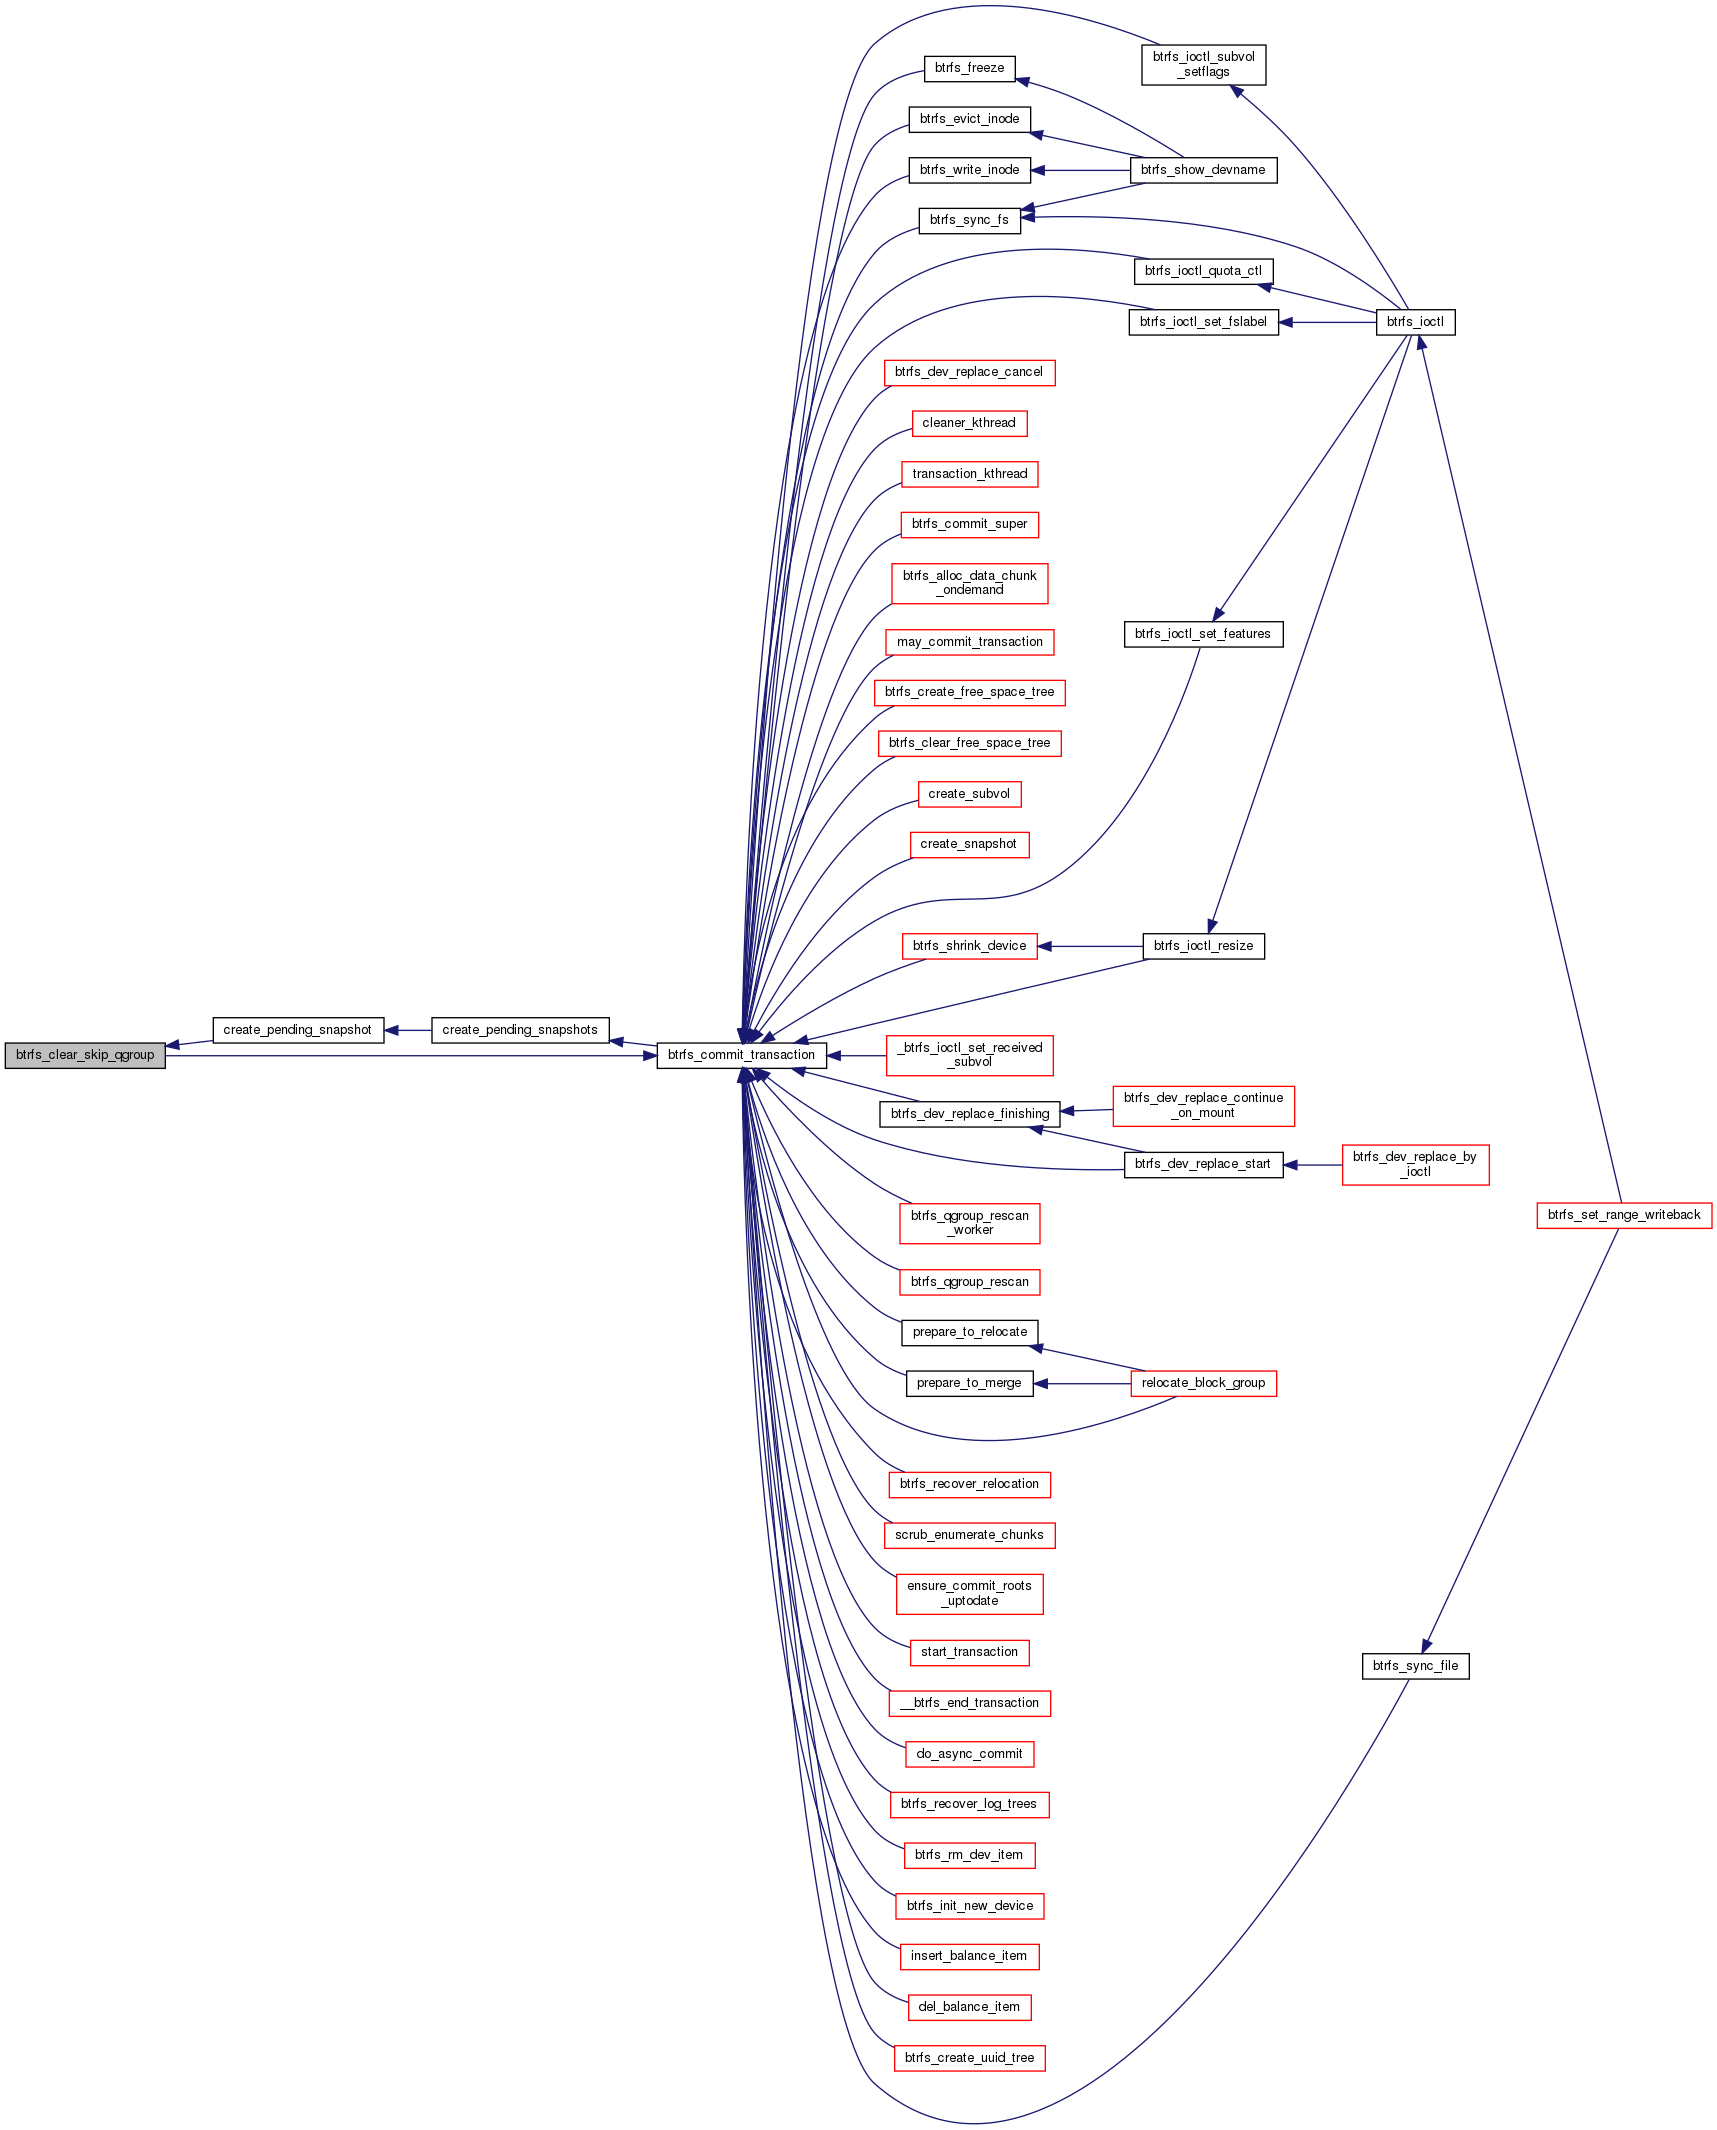 btrfs_ioctl_subvol
_setflags
btrfs_freeze
btrfs_evict_inode
btrfs_write_inode
btrfs_show_devname
btrfs_sync_fs
btrfs_ioctl_quota_ctl
btrfs_ioctl_set_fslabel
btrfs_ioctl
btrfs_dev_replace_cancel
cleaner_kthread
transaction_kthread
btrfs_commit_super
btrfs_alloc_data_chunk
_ondemand
btrfs_ioctl_set_features
may_commit_transaction
btrfs_create_free_space_tree
btrfs_clear_free_space_tree
create_subvol
create_snapshot
btrfs_shrink_device
btrfs_ioctl_resize
create_pending_snapshot
create_pending_snapshots
btrfs_clear_skip_qgroup
btrfs_commit_transaction
_btrfs_ioctl_set_received
_subvol
btrfs_dev_replace_finishing
btrfs_dev_replace_continue
_on_mount
btrfs_dev_replace_start
btrfs_dev_replace_by
_ioctl
btrfs_qgroup_rescan
_worker
btrfs_set_range_writeback
btrfs_qgroup_rescan
prepare_to_relocate
prepare_to_merge
relocate_block_group
btrfs_recover_relocation
scrub_enumerate_chunks
ensure_commit_roots
_uptodate
start_transaction
btrfs_sync_file
__btrfs_end_transaction
do_async_commit
btrfs_recover_log_trees
btrfs_rm_dev_item
btrfs_init_new_device
insert_balance_item
del_balance_item
btrfs_create_uuid_tree